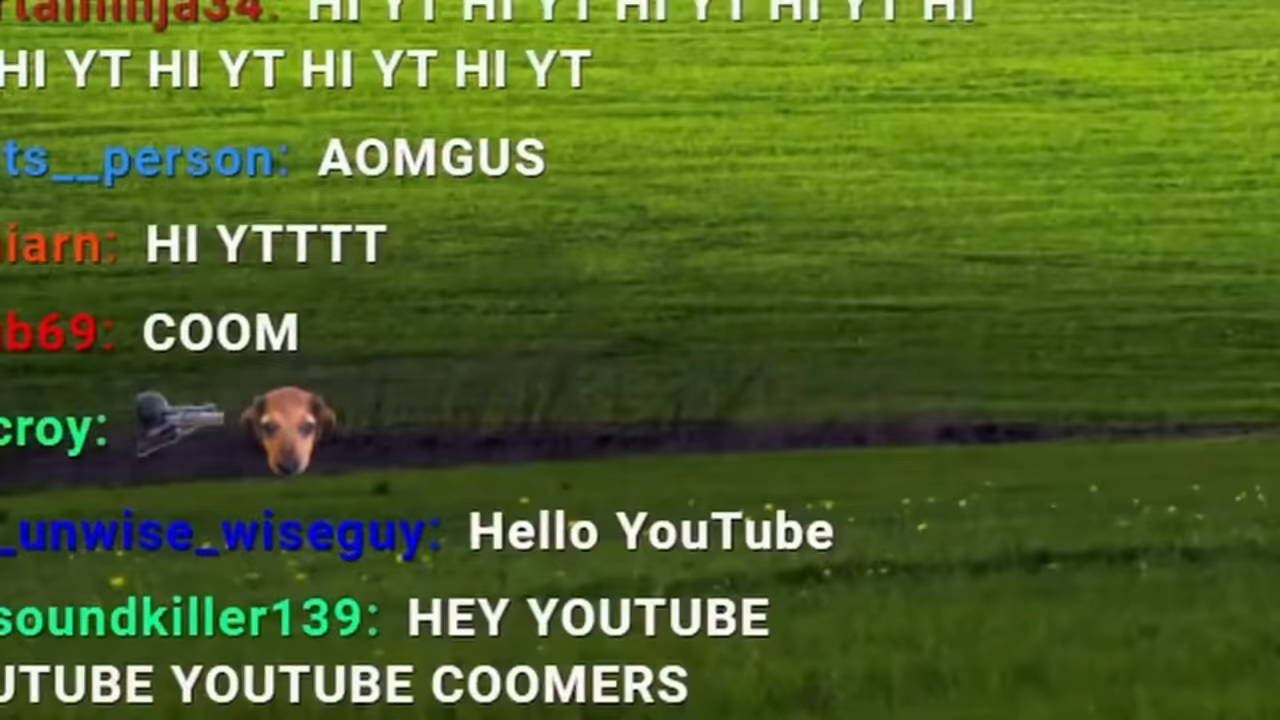 HI YT HI YT HI YT HI YT HI
HI YT HI YT HI YT HI YT
ts__person: AOMGUS
iarn: HI YTTTT
b69: COOM
croy:
_unwise_wiseguy: Hello YouTube
soundkiller139: HEY YOUTUBE
UTUBE YOUTUBE COOMERS